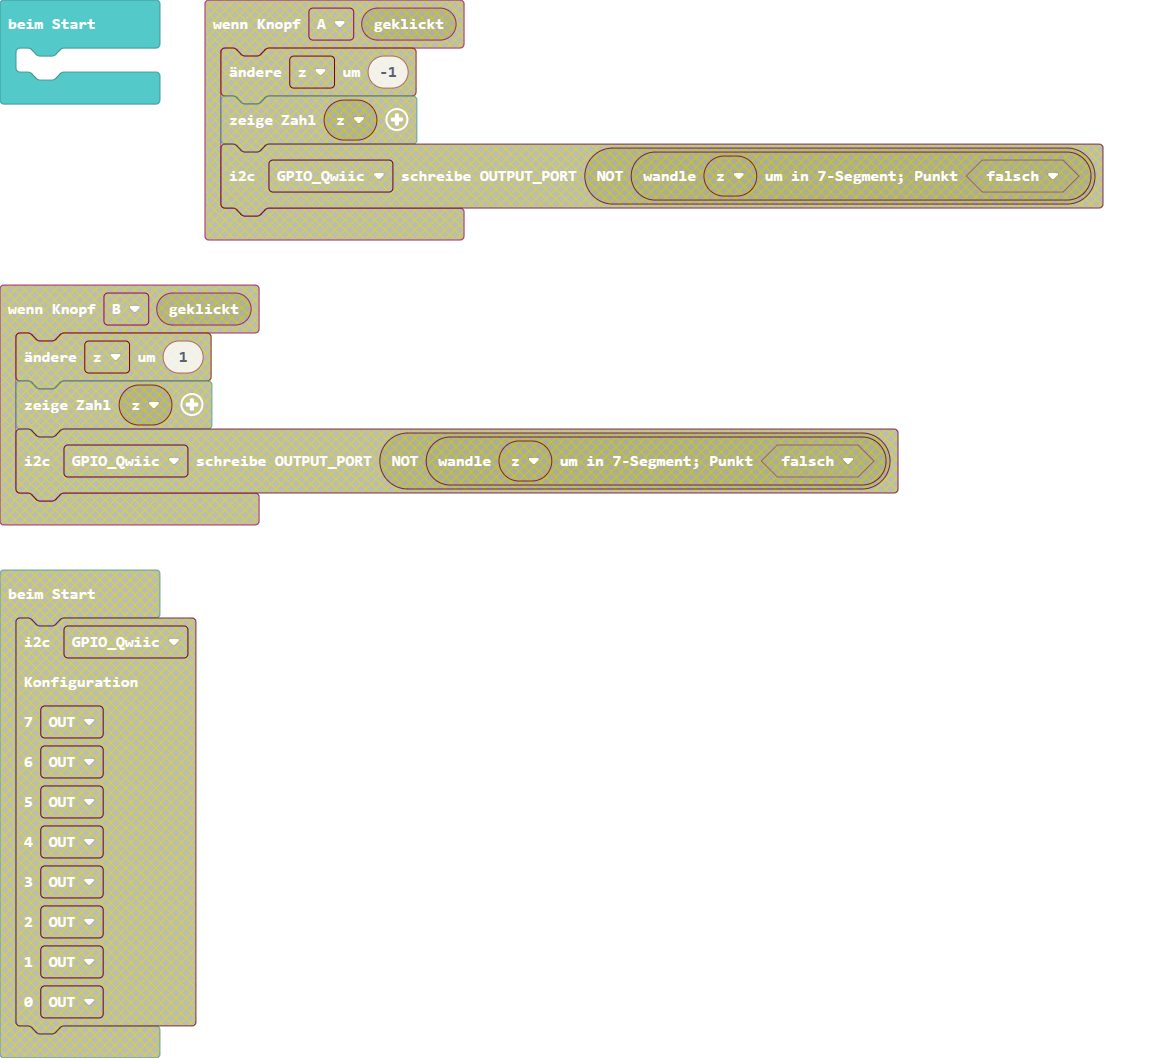 beim Start
wenn Knopf A geklickt
ändere z um -1
zeige Zahl z
i2c GPIO_Qwiic schreibe OUTPUT_PORT NOT wandle z um in 7-Segment; Punkt falsch
wenn Knopf B geklickt
ändere z um 1
zeige Zahl z
i2c GPIO_Qwiic schreibe OUTPUT_PORT NOT wandle z um in 7-Segment; Punkt falsch
beim Start
i2c GPIO_Qwiic
Konfiguration
7 OUT
6 OUT
5 OUT
4 OUT
3 OUT
2 OUT
1 OUT
0 OUT